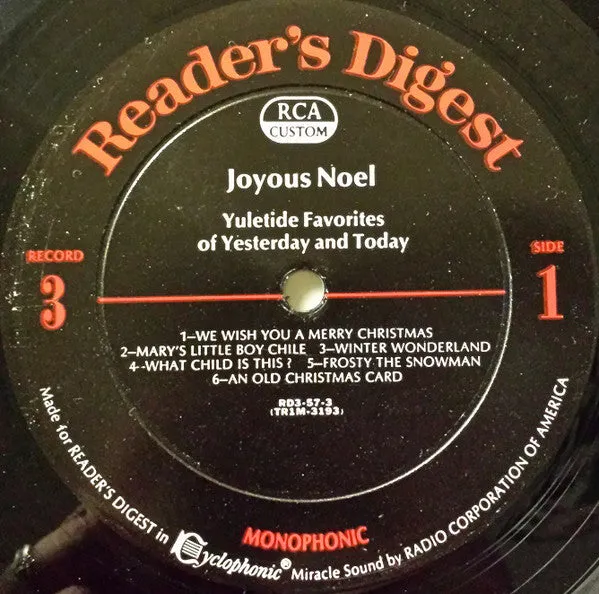 Reader's Digest
RCA
CUSTOM
Joyous Noel
Yuletide Favorites
of Yesterday and Today
RECORD
3
SIDE
1
1—WE WISH YOU A MERRY CHRISTMAS
2—MARY'S LITTLE BOY CHILE 3—WINTER WONDERLAND
4--WHAT CHILD IS THIS? 5—FROSTY THE SNOWMAN
6—AN OLD CHRISTMAS CARD
RD3-57-3
(TR1M-3193)
MONOPHONIC
Made for READER'S DIGEST in Cyclophonic® Miracle Sound by RADIO CORPORATION OF AMERICA